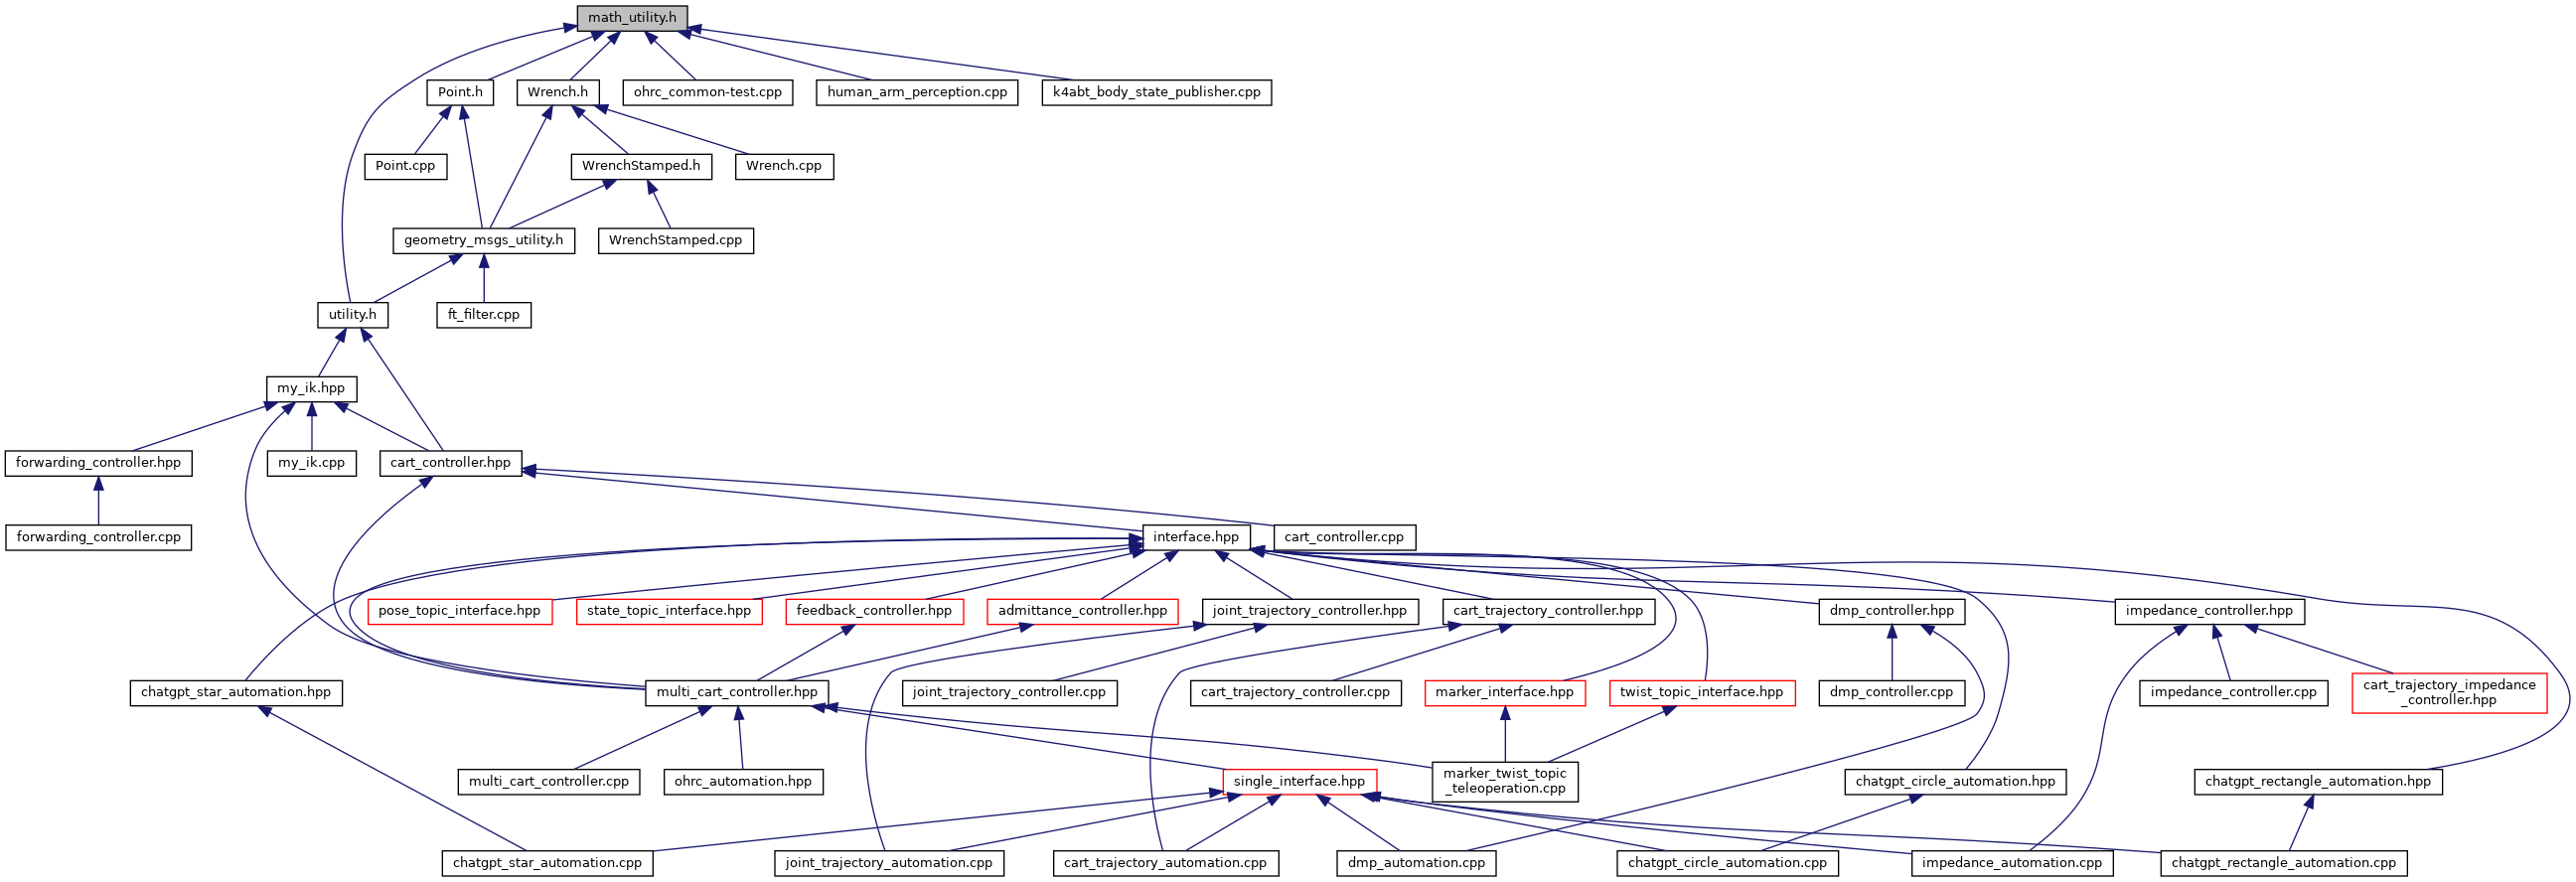 math_utility.h
Point.h
Wrench.h
ohrc_common-test.cpp
human_arm_perception.cpp
k4abt_body_state_publisher.cpp
Point.cpp
WrenchStamped.h
Wrench.cpp
geometry_msgs_utility.h
WrenchStamped.cpp
utility.h
ft_filter.cpp
my_ik.hpp
forwarding_controller.hpp
my_ik.cpp
cart_controller.hpp
forwarding_controller.cpp
interface.hpp
cart_controller.cpp
pose_topic_interface.hpp
state_topic_interface.hpp
feedback_controller.hpp
admittance_controller.hpp
joint_trajectory_controller.hpp
cart_trajectory_controller.hpp
dmp_controller.hpp
impedance_controller.hpp
chatgpt_star_automation.hpp
multi_cart_controller.hpp
joint_trajectory_controller.cpp
cart_trajectory_controller.cpp
marker_interface.hpp
twist_topic_interface.hpp
dmp_controller.cpp
impedance_controller.cpp
cart_trajectory_impedance
_controller.hpp
multi_cart_controller.cpp
ohrc_automation.hpp
single_interface.hpp
marker_twist_topic
_teleoperation.cpp
chatgpt_circle_automation.hpp
chatgpt_rectangle_automation.hpp
chatgpt_star_automation.cpp
joint_trajectory_automation.cpp
cart_trajectory_automation.cpp
dmp_automation.cpp
chatgpt_circle_automation.cpp
impedance_automation.cpp
chatgpt_rectangle_automation.cpp